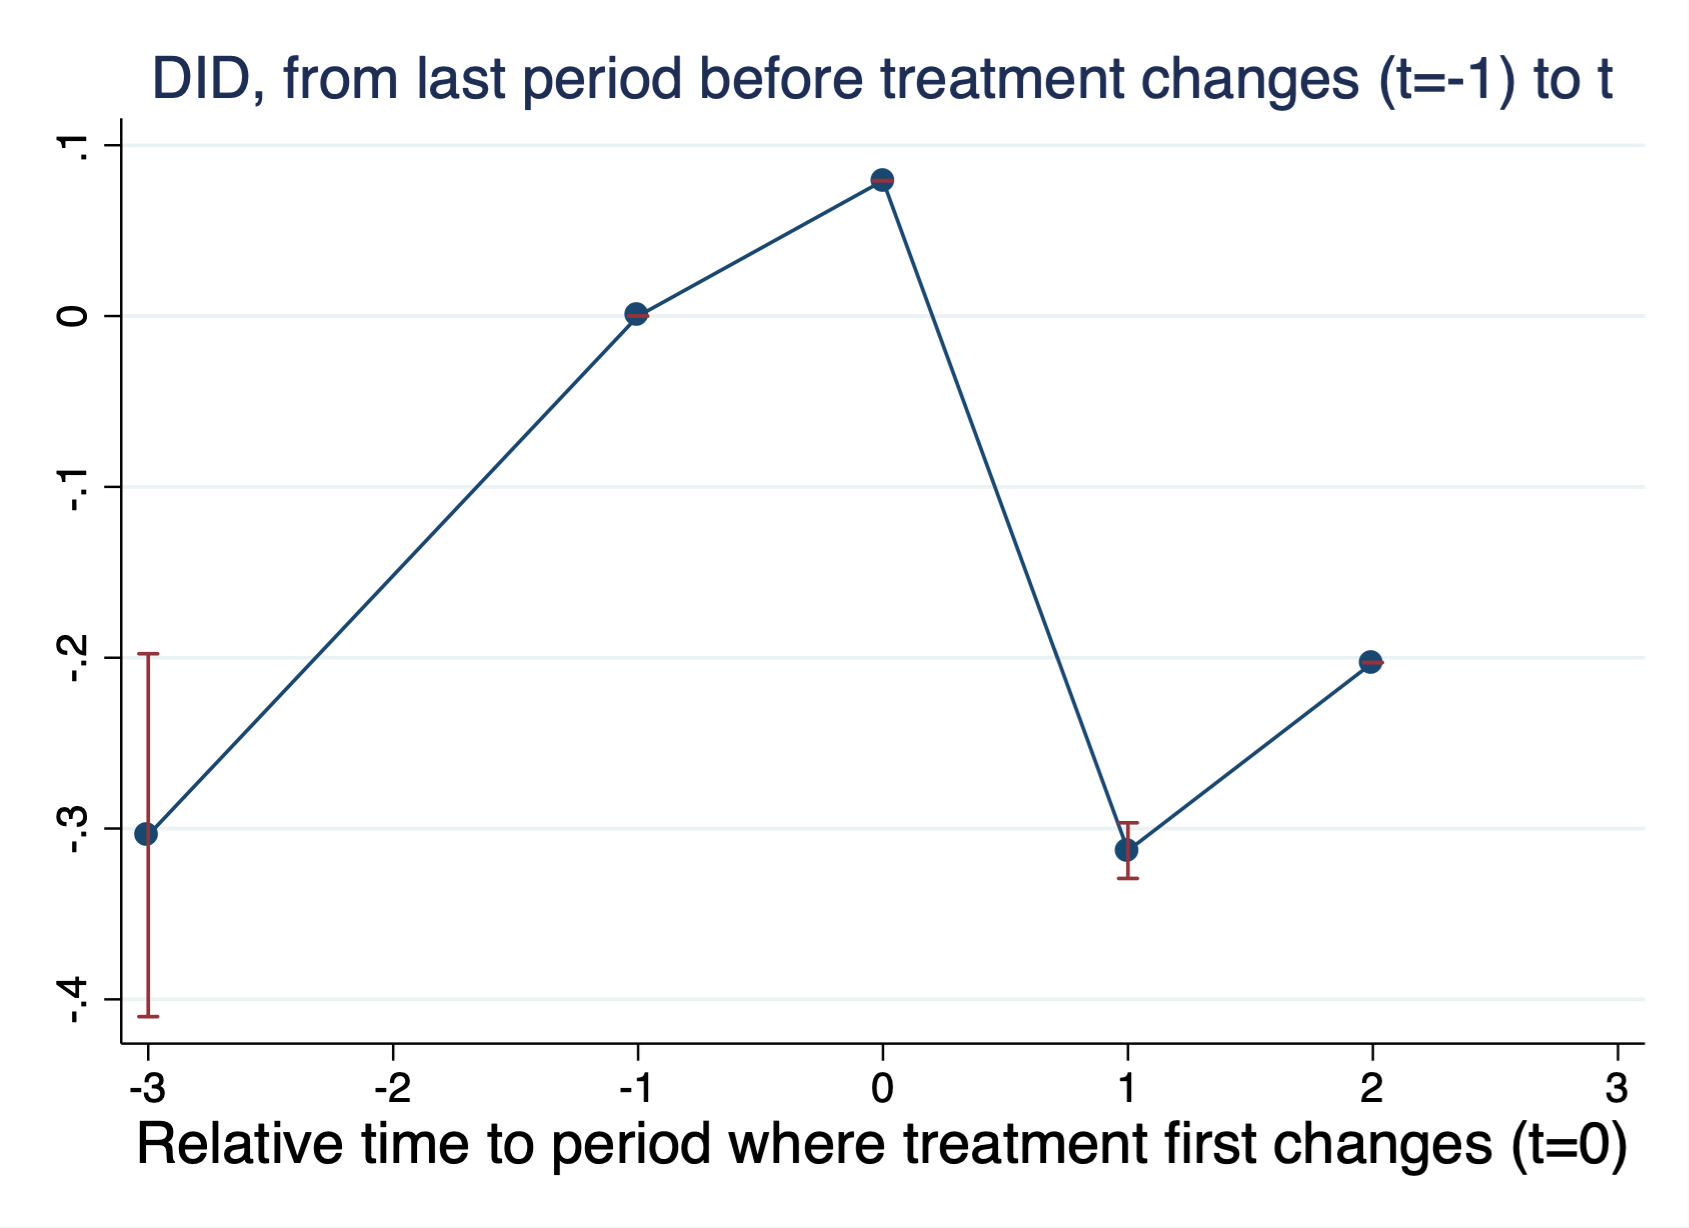 DID, from last period before treatment changes (t=-1) to t
.1
0
-.1
-.2
-.3
-.4
-3 -2 -1 0 1 2 3
Relative time to period where treatment first changes (t=0)